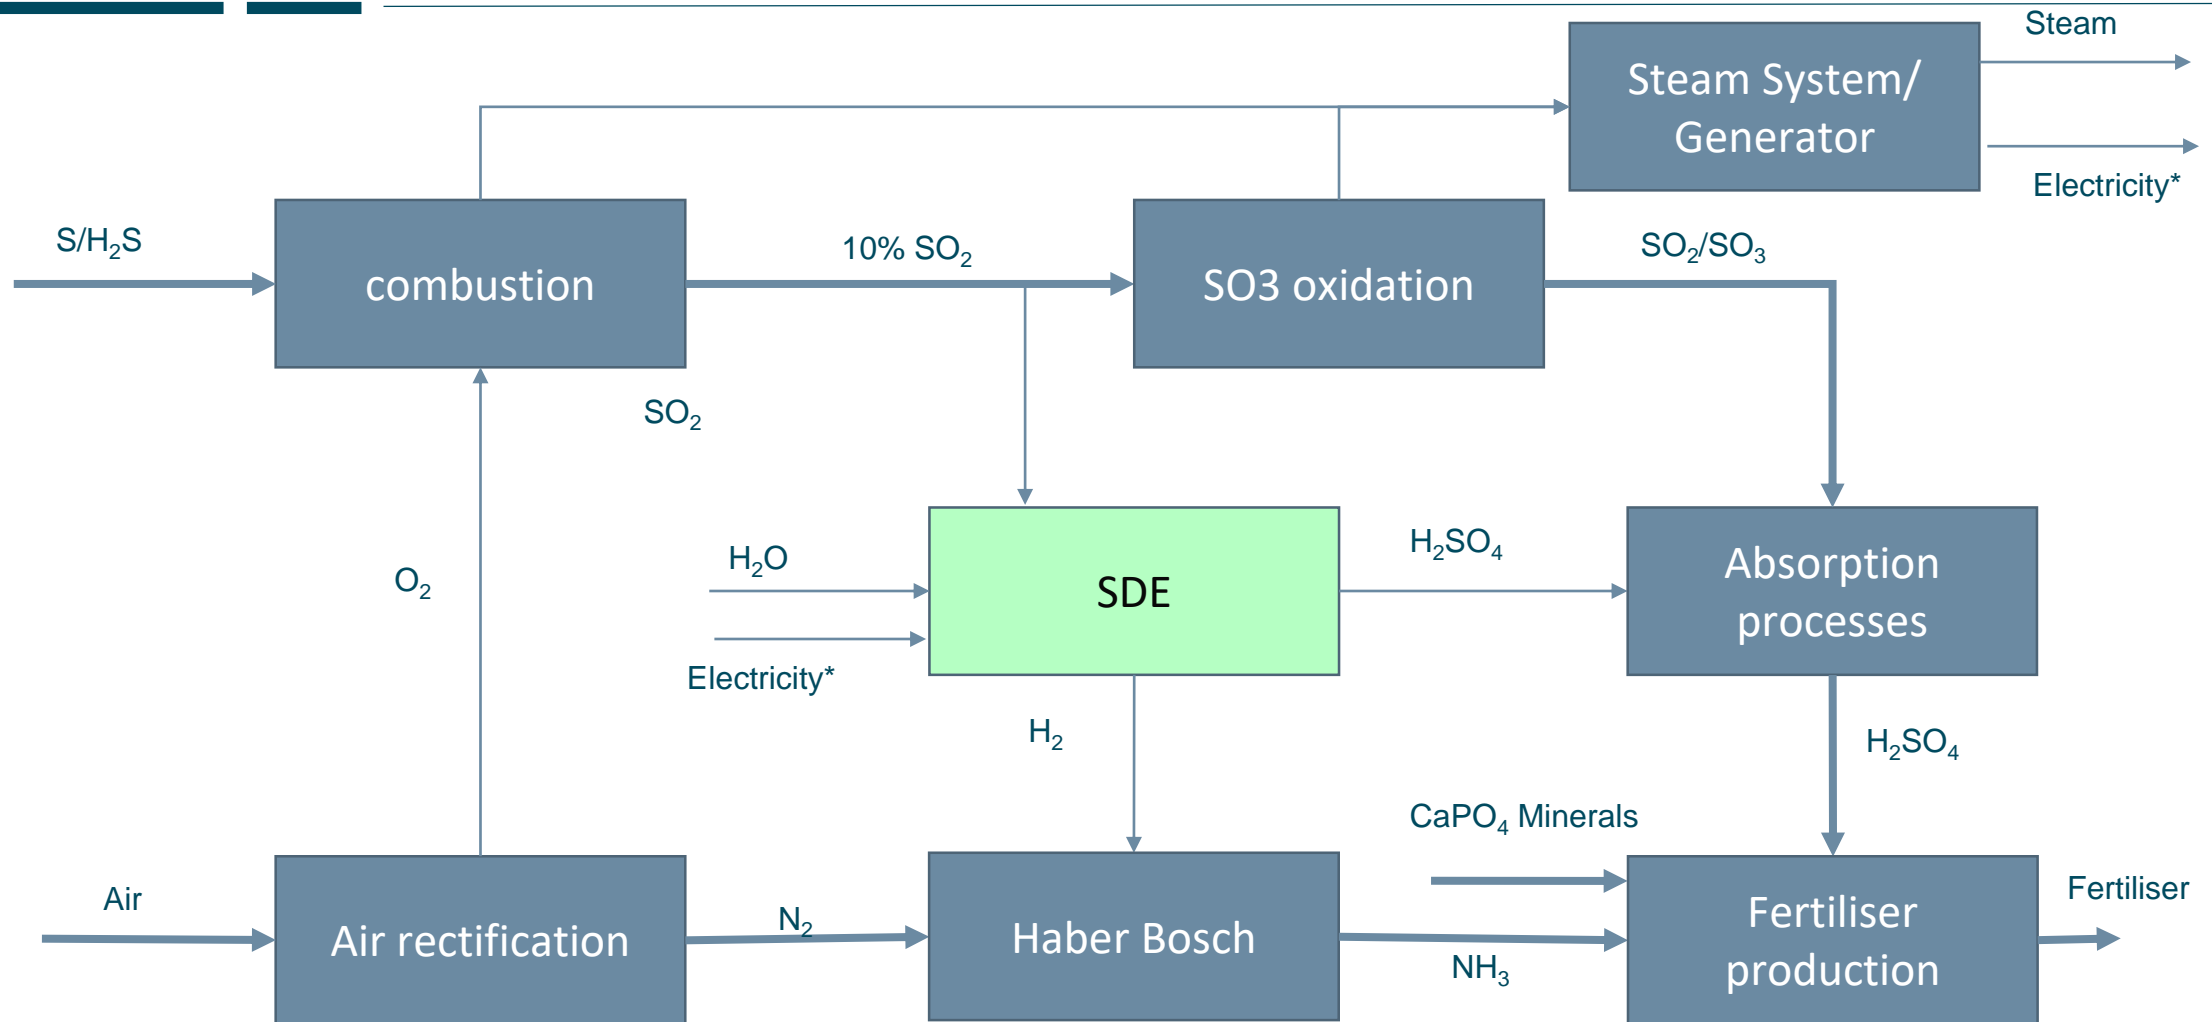 Steam
Steam System/
Generator
Electricity*
S/H₂S
combustion
10% SO₂
SO3 oxidation
SO₂/SO₃
SO₂
O₂
H₂O
Electricity*
SDE
H₂SO₄
Absorption
processes
H₂
H₂SO₄
CaPO₄ Minerals
Air
Air rectification
N₂
Haber Bosch
NH₃
Fertiliser
production
Fertiliser